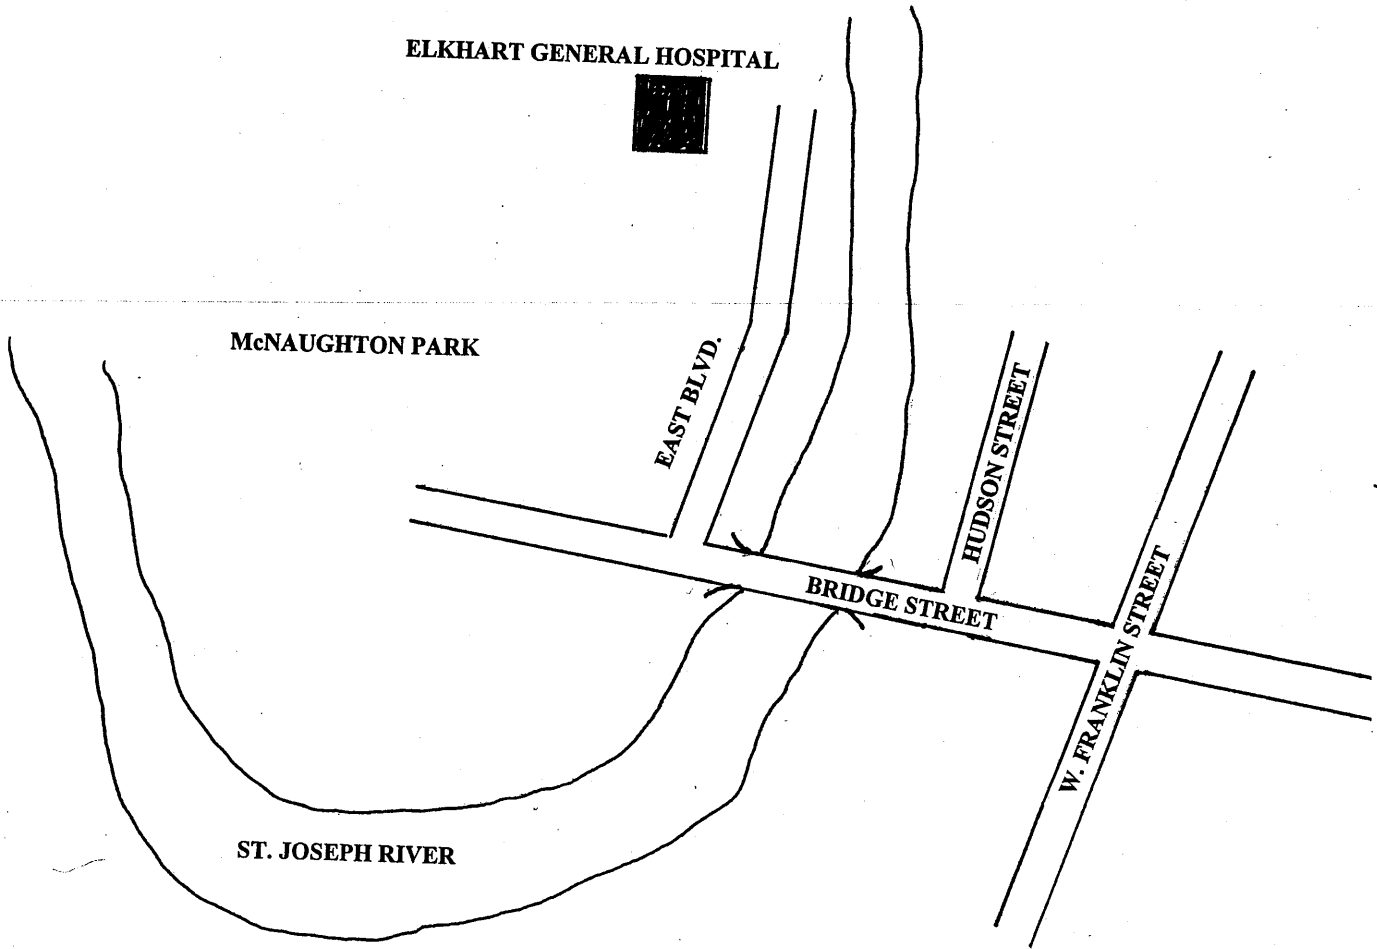 ELKHART GENERAL HOSPITAL
McNAUGHTON PARK
EAST BLVD.
HUDSON STREET
BRIDGE STREET
W. FRANKLIN STREET
ST. JOSEPH RIVER